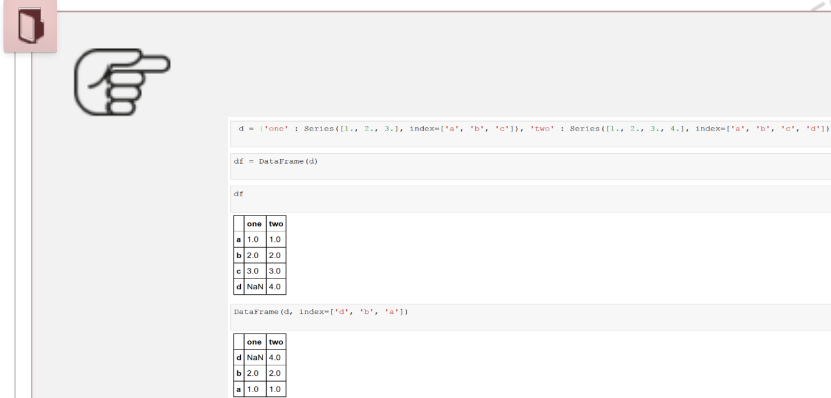 d = {'one' : Series([1., 2., 3.], index=['a', 'b', 'c']), 'two' : Series([1., 2., 3., 4.], index=['a', 'b', 'c', 'd'])
df = DataFrame(d)
df
one two
a 1.0 1.0
b 2.0 2.0
c 3.0 3.0
d NaN 4.0
DataFrame(d, index=['d', 'b', 'a'])
one two
d NaN 4.0
b 2.0 2.0
a 1.0 1.0